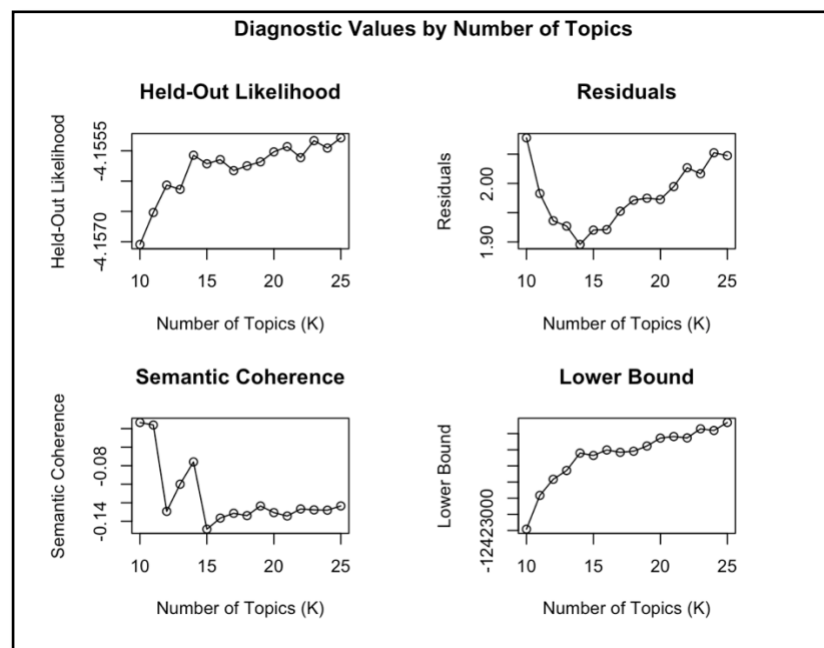 Diagnostic Values by Number of Topics
Held-Out Likelihood
Held-Out Likelihood
-4.1570
-4.1555
10 15 20 25
Number of Topics (K)
Residuals
Residuals
1.90
2.00
10 15 20 25
Number of Topics (K)
Semantic Coherence
Semantic Coherence
-0.14
-0.08
10 15 20 25
Number of Topics (K)
Lower Bound
Lower Bound
-12423000
10 15 20 25
Number of Topics (K)